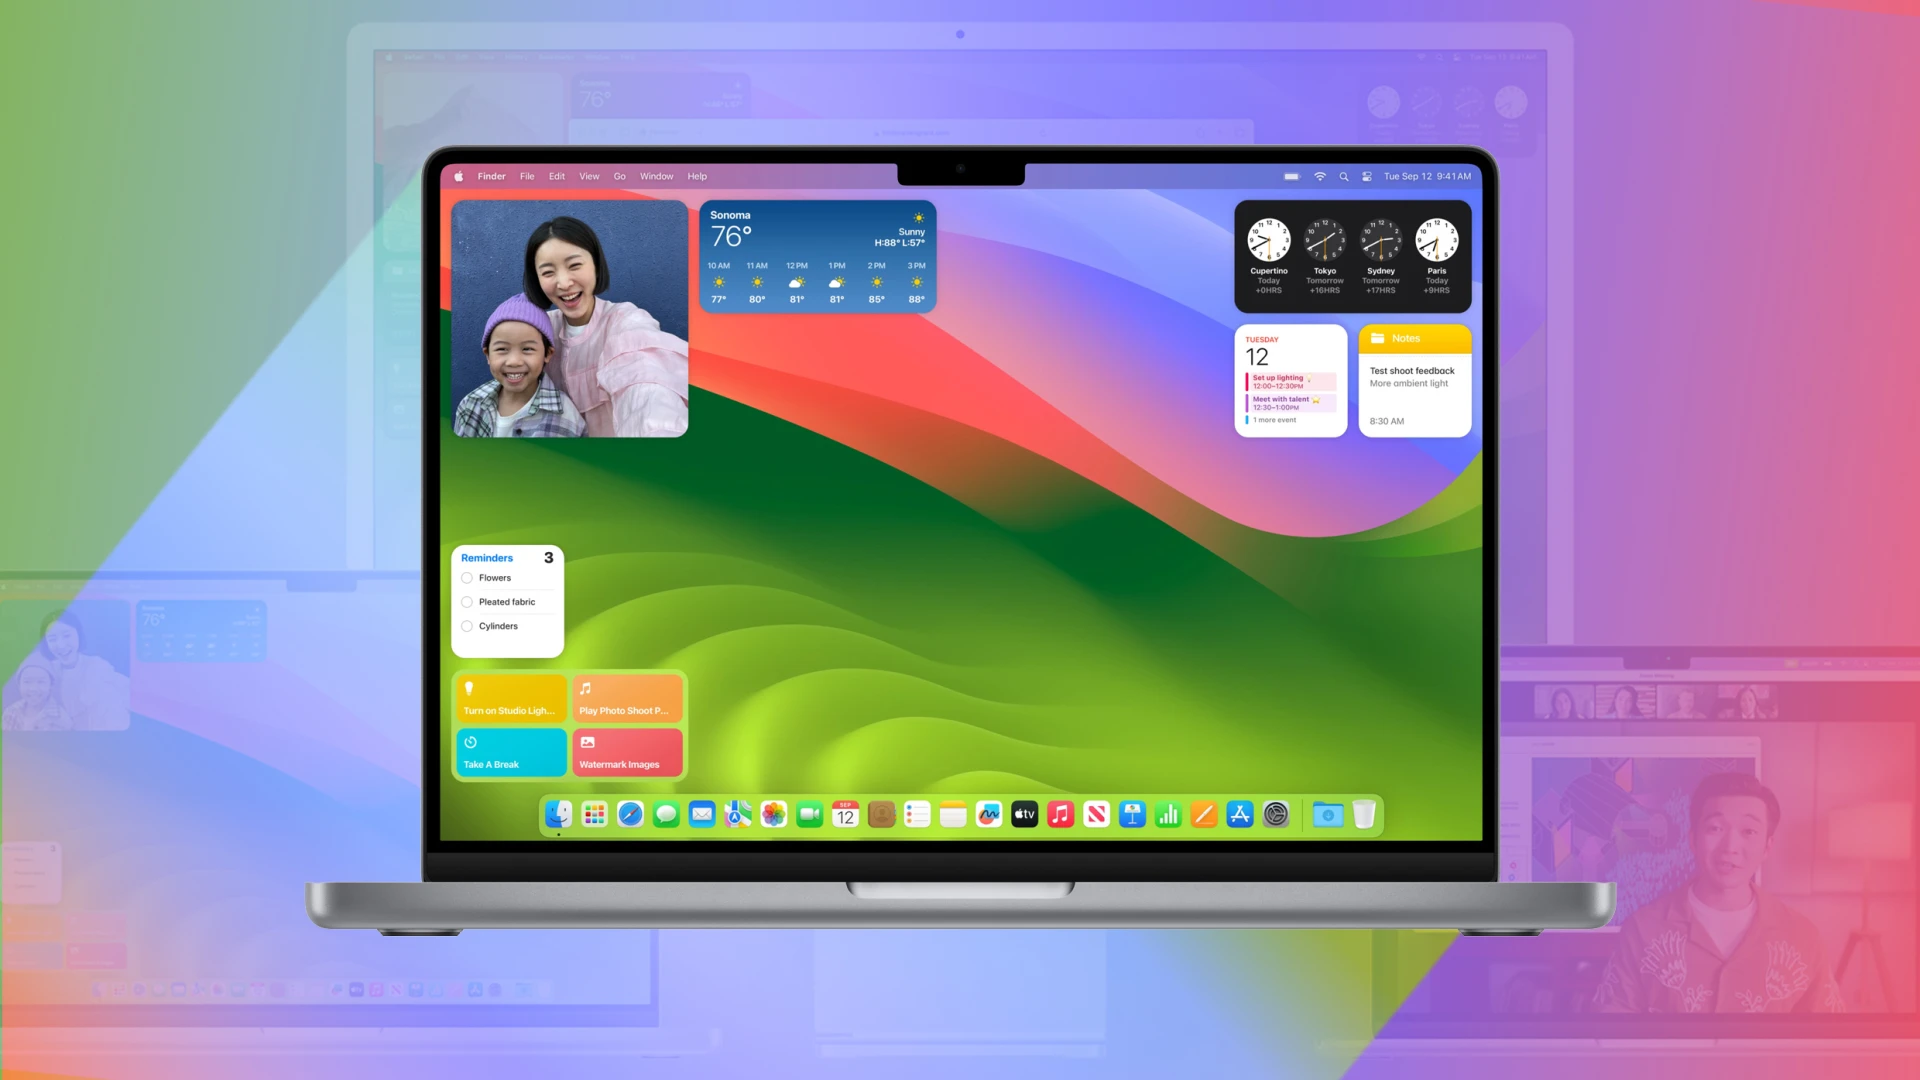 Finder File Edit View Go Window Help
Tue Sep 12 9:41 AM
Sonoma
76°
Sunny
H:88° L:57°
10 AM 11 AM 12 PM 1 PM 2 PM 3 PM
77° 80° 81° 81° 85° 88°
Cupertino Tokyo Sydney Paris
Today Tomorrow Tomorrow Today
+0HRS +16HRS +17HRS +9HRS
TUESDAY
12
Set up lighting
12:00–12:30PM
Meet with talent
12:30–1:00PM
1 more event
Notes
Test shoot feedback
More ambient light
8:30 AM
Reminders 3
Flowers
Pleated fabric
Cylinders
Turn on Studio Ligh...
Play Photo Shoot P...
Take A Break
Watermark Images
SEP
12
tv
Sonoma
76°
Sonoma
76°